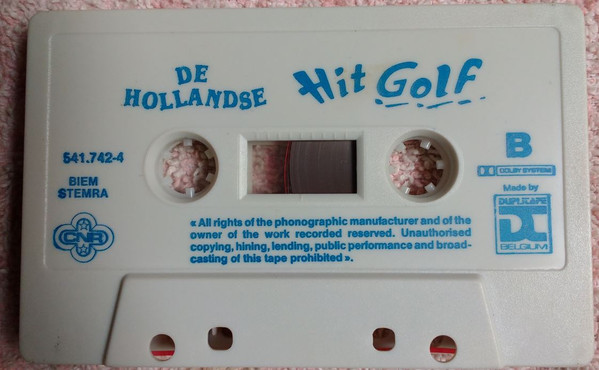 DE
HOLLANDSE
Hit Golf
541.742-4
BIEM
STEMRA
CNR
B
DOLBY SYSTEM
Made by
DUPLITAPE
BELGIUM
« All rights of the phonographic manufacturer and of the
owner of the work recorded reserved. Unauthorised
copying, hining, lending, public performance and broad-
casting of this tape prohibited ».